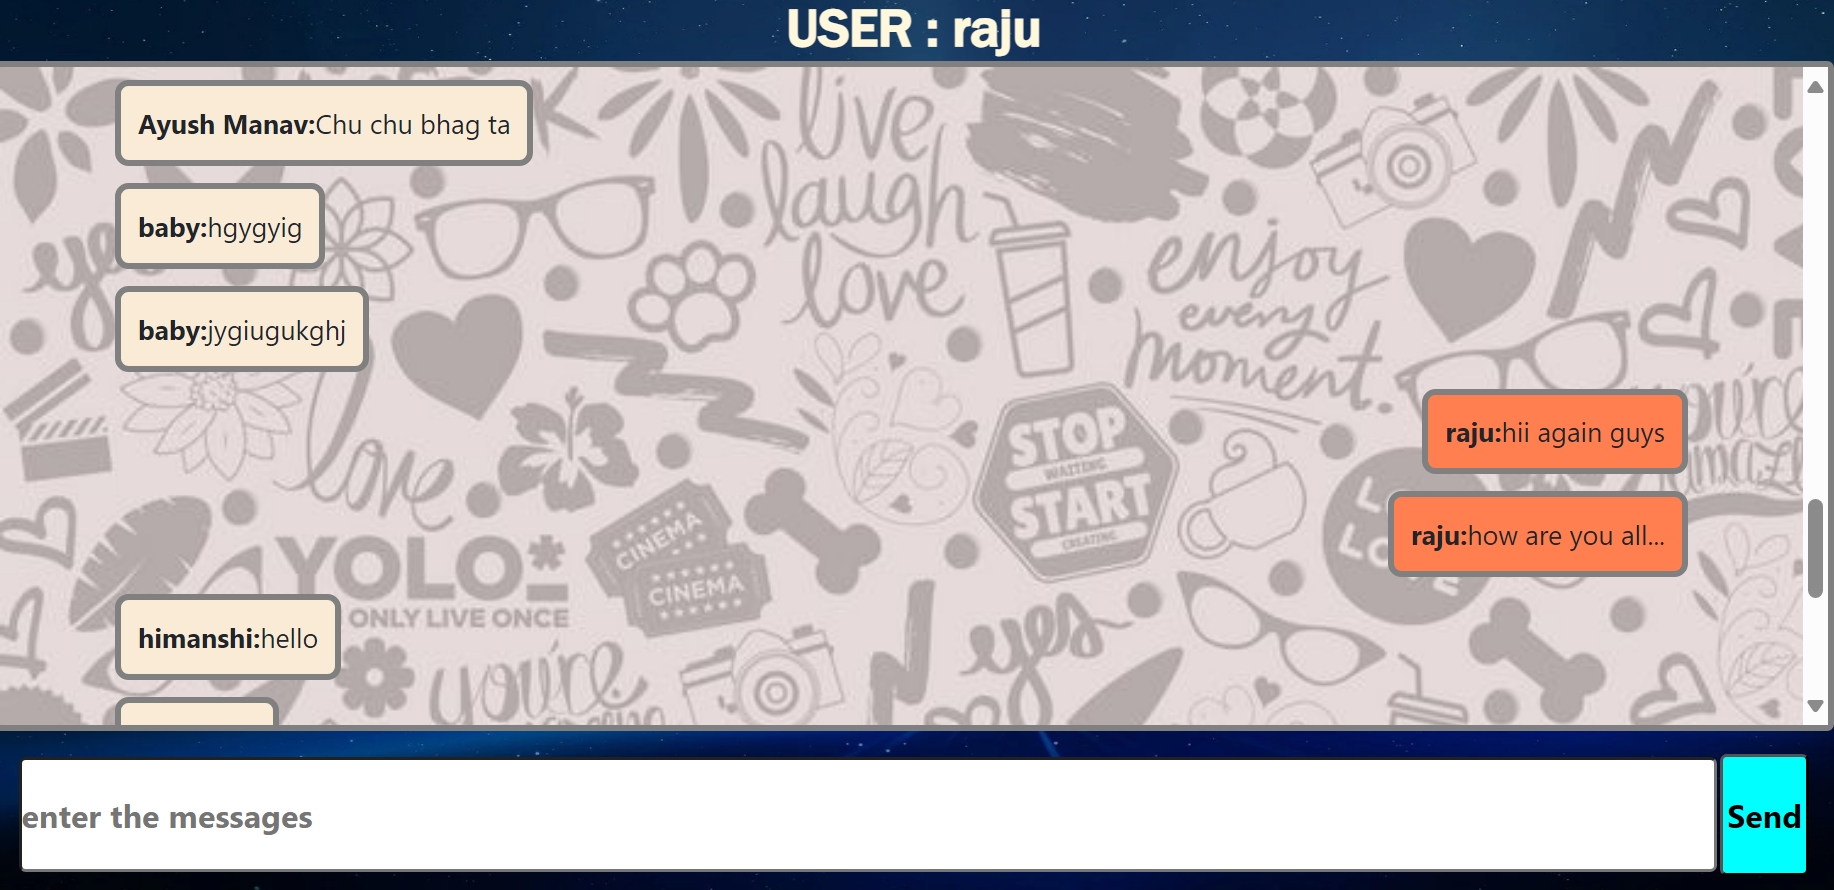 USER : raju
Ayush Manav:Chu chu bhag ta
baby:hgygyig
baby:jygiugukghj
raju:hii again guys
raju:how are you all...
himanshi:hello
enter the messages
Send
live
laugh
love
enjoy
every
moment.
love
STOP
WAITING
START
CREATING
YOLO*
ONLY LIVE ONCE
CINEMA
CINEMA
yes
you're